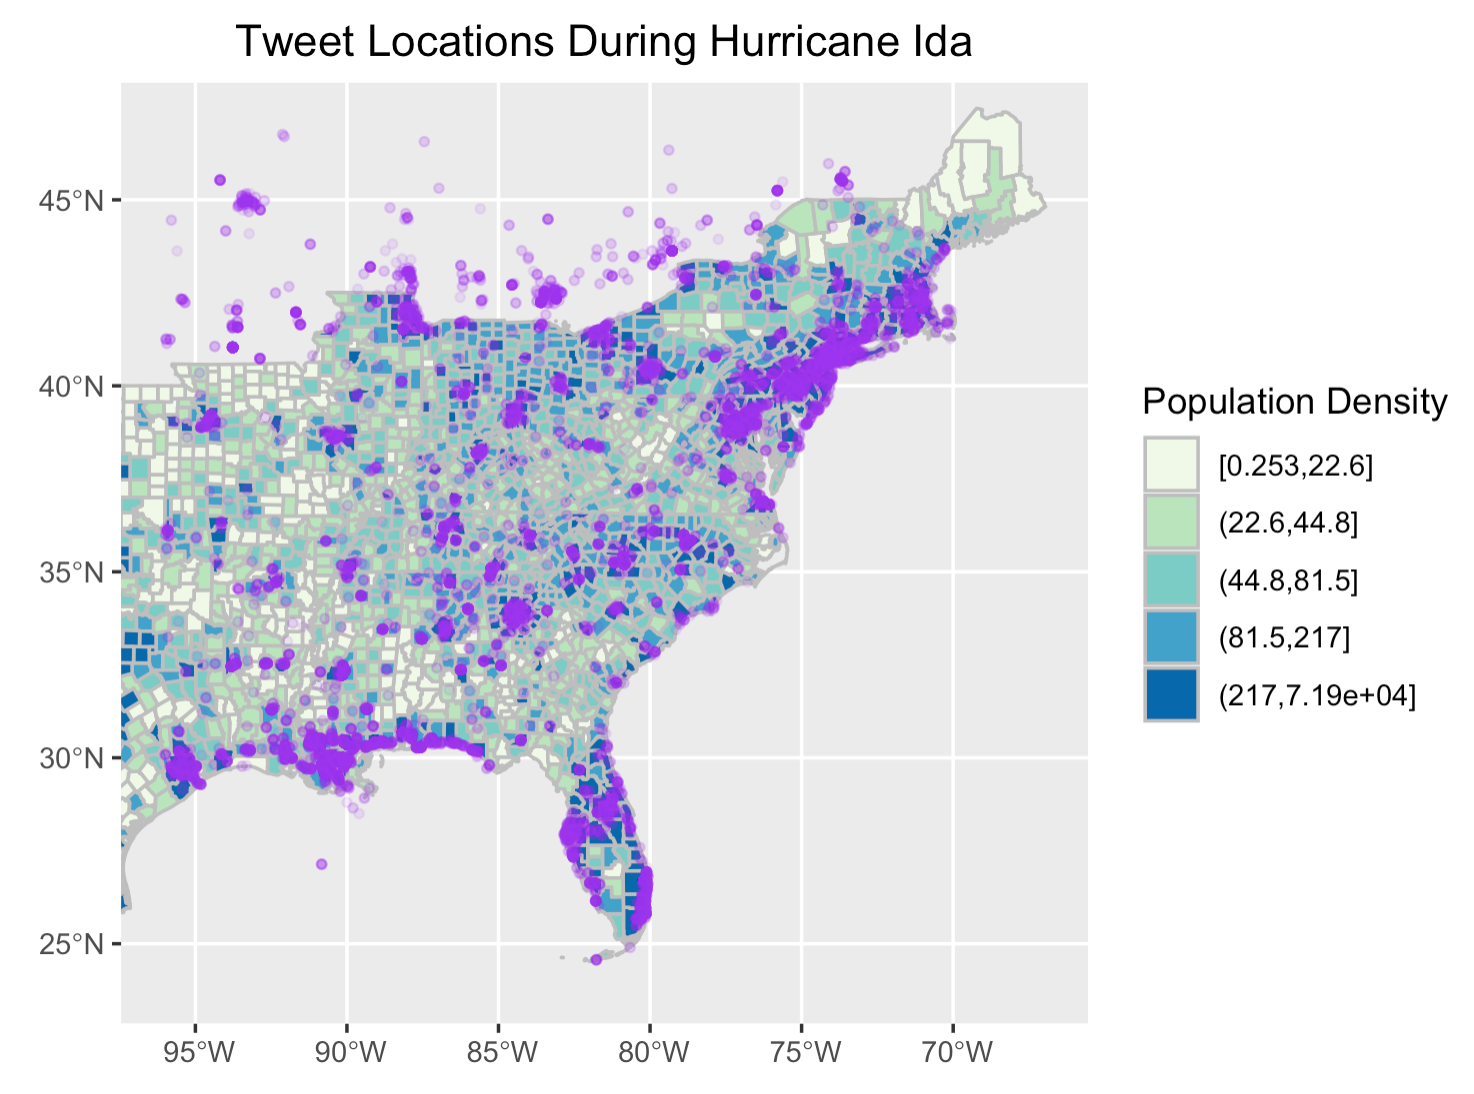 Tweet Locations During Hurricane Ida
45°N
40°N
35°N
30°N
25°N
95°W
90°W
85°W
80°W
75°W
70°W
Population Density
[0.253,22.6]
(22.6,44.8]
(44.8,81.5]
(81.5,217]
(217,7.19e+04]